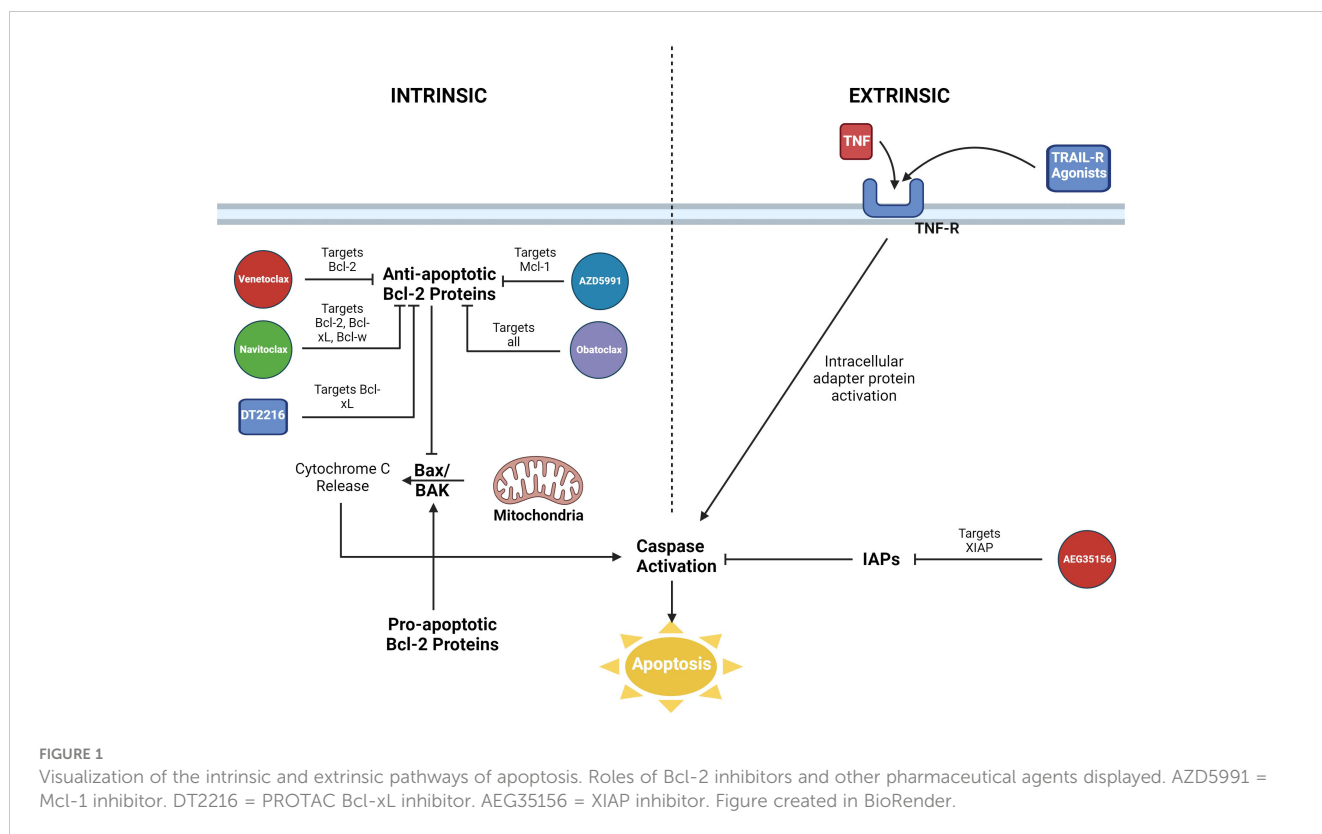 INTRINSIC
EXTRINSIC
TNF
TRAIL-R
Agonists
TNF-R
Venetoclax
Targets
Bcl-2
Anti-apoptotic
Bcl-2 Proteins
Targets
Mcl-1
AZD5991
Navitoclax
Targets
Bcl-2, Bcl-
xL, Bcl-w
Targets
all
Obatoclax
DT2216
Targets Bcl-
xL
Intracellular
adapter protein
activation
Cytochrome C
Release
Bax/
BAK
Mitochondria
Caspase
Activation
IAPs
Targets
XIAP
AEG35156
Pro-apoptotic
Bcl-2 Proteins
Apoptosis
FIGURE 1
Visualization of the intrinsic and extrinsic pathways of apoptosis. Roles of Bcl-2 inhibitors and other pharmaceutical agents displayed. AZD5991 =
Mcl-1 inhibitor. DT2216 = PROTAC Bcl-xL inhibitor. AEG35156 = XIAP inhibitor. Figure created in BioRender.